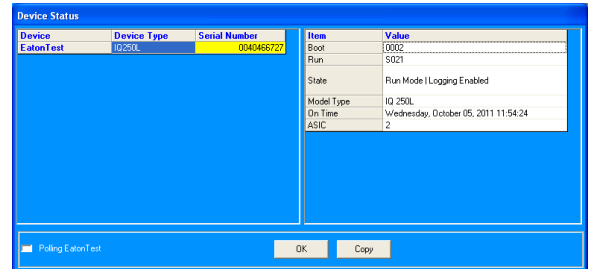 Device Status
Device Device Type Serial Number
EatonTest IQ250L 0040466727
Item Value
Boot 0002
Run S021
State Run Mode | Logging Enabled
Model Type IQ 250L
On Time Wednesday, October 05, 2011 11:54:24
ASIC 2
Polling EatonTest
OK Copy